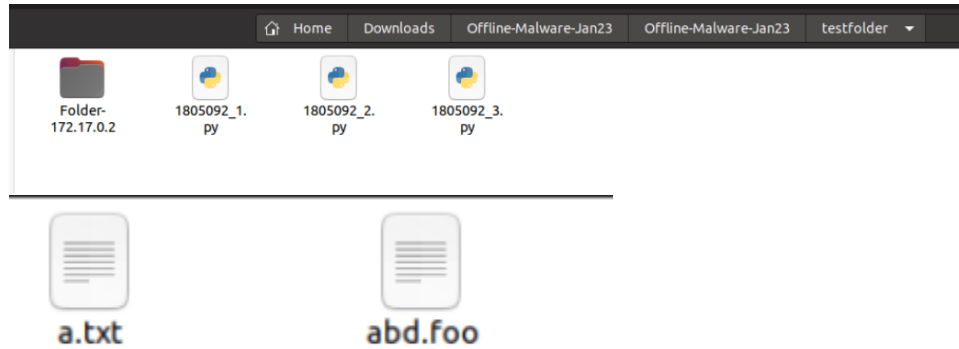 Home Downloads Offline-Malware-Jan23 Offline-Malware-Jan23 testfolder
Folder-
172.17.0.2
1805092_1.
py
1805092_2.
py
1805092_3.
py
a.txt
abd.foo